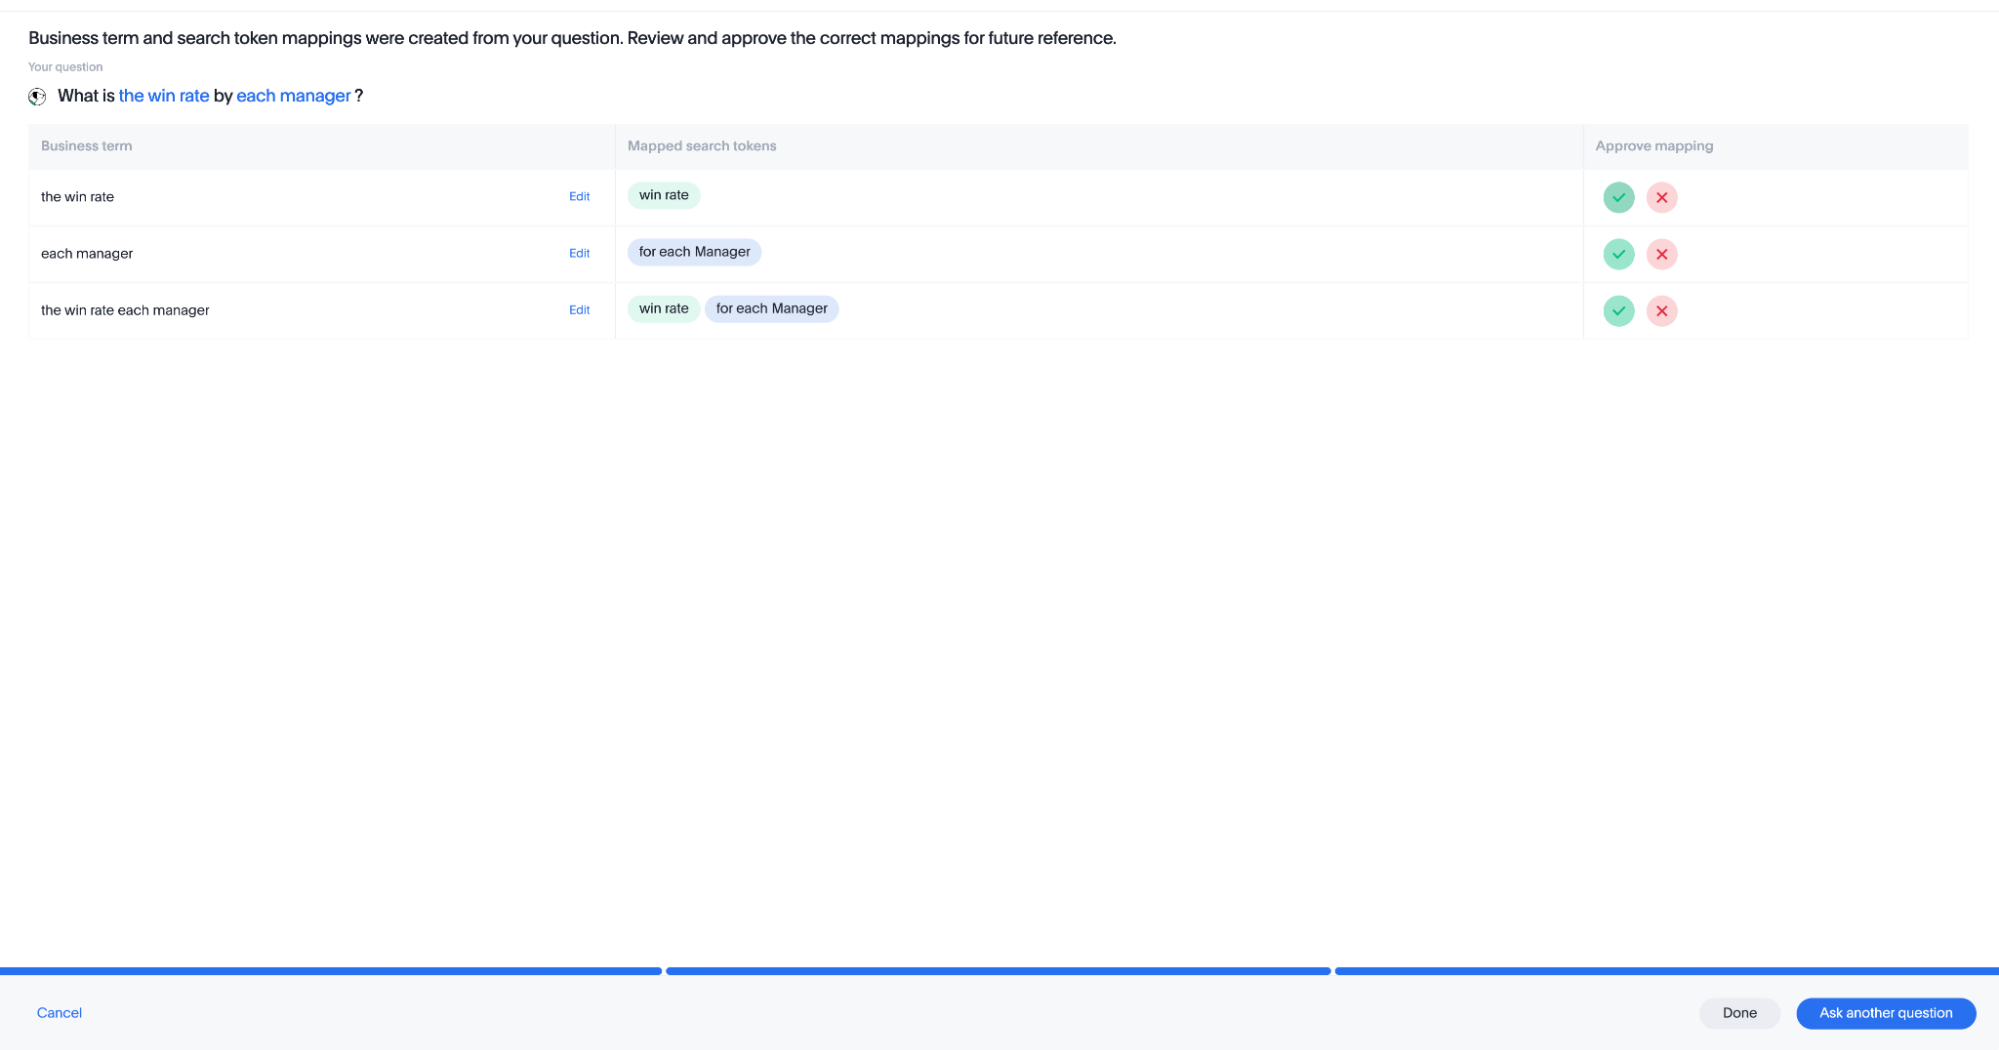 Business term and search token mappings were created from your question. Review and approve the correct mappings for future reference.
Your question
What is the win rate by each manager ?
Business term Mapped search tokens Approve mapping
the win rate Edit win rate
each manager Edit for each Manager
the win rate each manager Edit win rate for each Manager
Cancel Done Ask another question